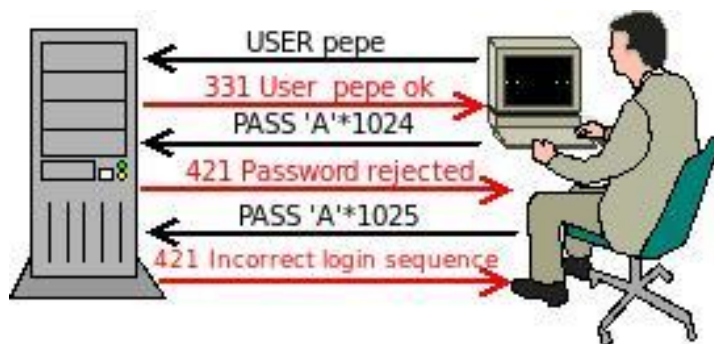 USER pepe
331 User pepe ok
PASS 'A'*1024
421 Password rejected
PASS 'A'*1025
421 Incorrect login sequence